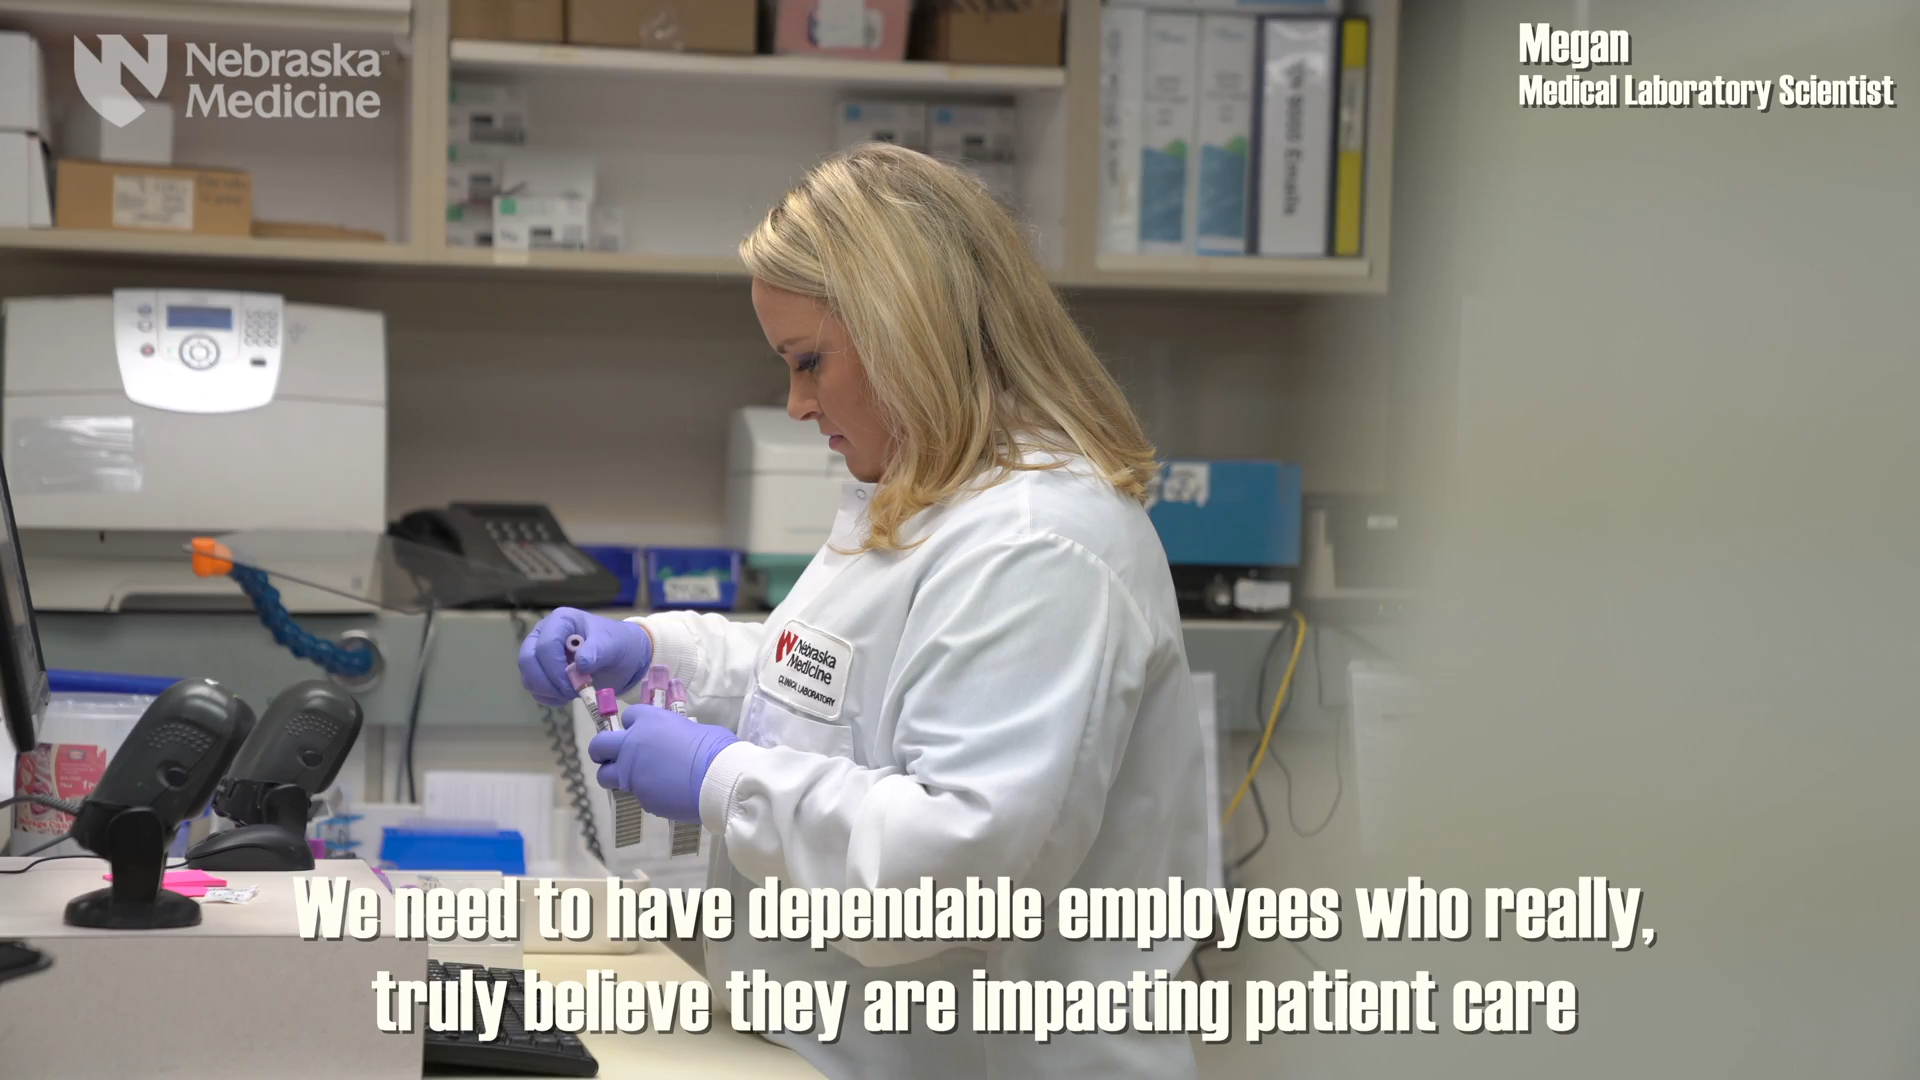 Nebraska
Medicine
Megan
Medical Laboratory Scientist
Nebraska
Medicine
CLINICAL LABORATORY
We need to have dependable employees who really,
truly believe they are impacting patient care